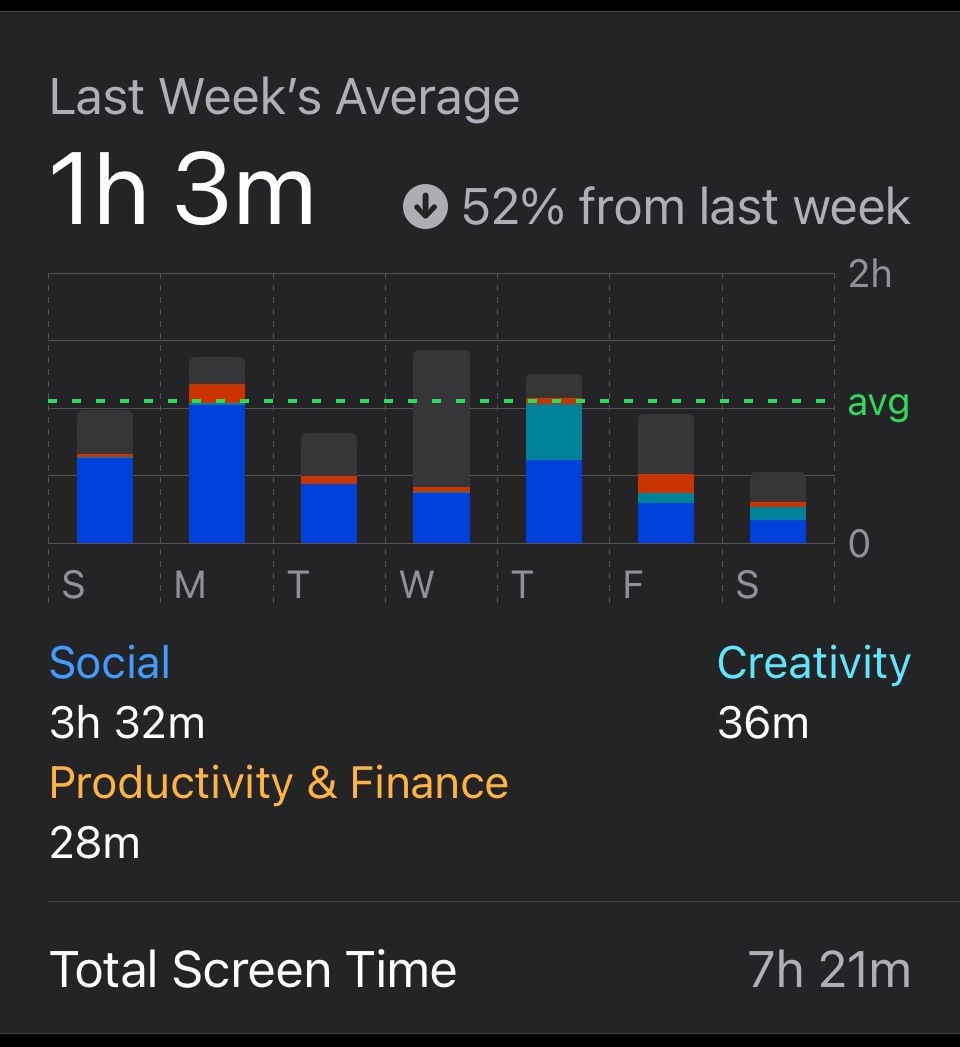 Last Week’s Average
1h 3m
52% from last week
2h
avg
0
S M T W T F S
Social
Creativity
3h 32m
36m
Productivity & Finance
28m
Total Screen Time
7h 21m